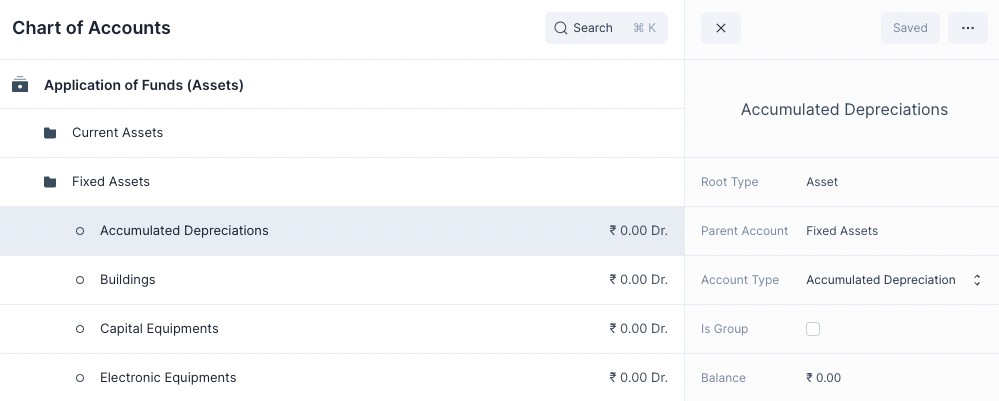 Chart of Accounts
Search ⌘ K
Saved
Application of Funds (Assets)
Current Assets
Fixed Assets
Accumulated Depreciations ₹ 0.00 Dr.
Buildings ₹ 0.00 Dr.
Capital Equipments ₹ 0.00 Dr.
Electronic Equipments ₹ 0.00 Dr.
Accumulated Depreciations
Root Type Asset
Parent Account Fixed Assets
Account Type Accumulated Depreciation
Is Group
Balance ₹ 0.00